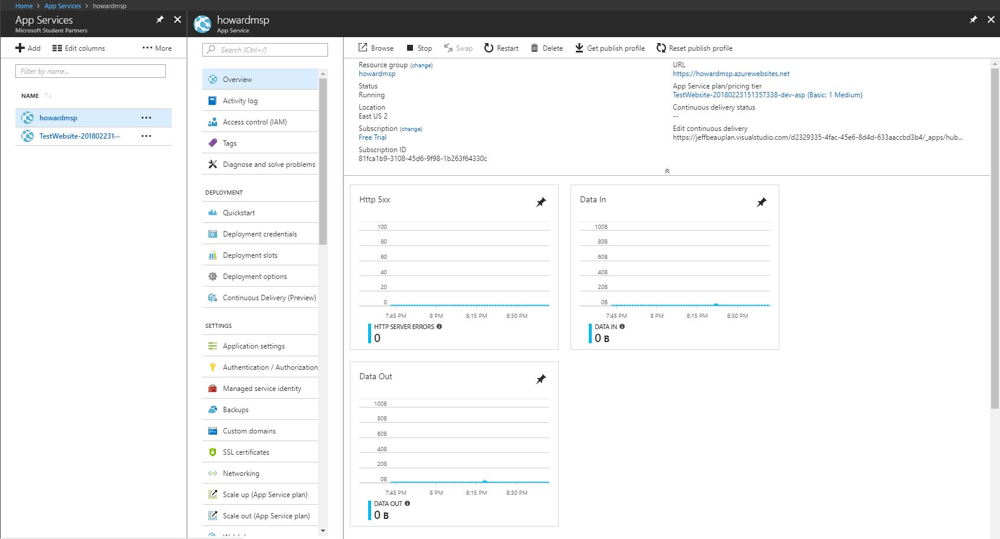 Home > App Services > howardmsp
App Services
Microsoft Student Partners
Add Edit columns ••• More
Filter by name...
NAME
howardmsp •••
TestWebsite-201802231··· •••
howardmsp
App Service
Search (Ctrl+/)
Overview
Activity log
Access control (IAM)
Tags
Diagnose and solve problems
DEPLOYMENT
Quickstart
Deployment credentials
Deployment slots
Deployment options
Continuous Delivery (Preview)
SETTINGS
Application settings
Authentication / Authorization
Managed service identity
Backups
Custom domains
SSL certificates
Networking
Scale up (App Service plan)
Scale out (App Service plan)
Browse Stop Swap Restart Delete Get publish profile Reset publish profile
Resource group (change)
howardmsp
Status
Running
Location
East US 2
Subscription (change)
Free Trial
Subscription ID
81fca1b9-3108-45d6-9f98-1b263f64330c
URL
https://howardmsp.azurewebsites.net
App Service plan/pricing tier
TestWebsite-20180223151357338-dev-asp (Basic: 1 Medium)
Continuous delivery status
--
Edit continuous delivery
https://jeffbeauplan.visualstudio.com/d2329335-4fac-45e6-8d4d-633aaccbd3b4/_apps/hub...
Http 5xx
100
80
60
40
20
0
7:45 PM 8 PM 8:15 PM 8:30 PM
HTTP SERVER ERRORS
0
Data In
100B
80B
60B
40B
20B
0B
7:45 PM 8 PM 8:15 PM 8:30 PM
DATA IN
0 B
Data Out
100B
80B
60B
40B
20B
0B
7:45 PM 8 PM 8:15 PM 8:30 PM
DATA OUT
0 B